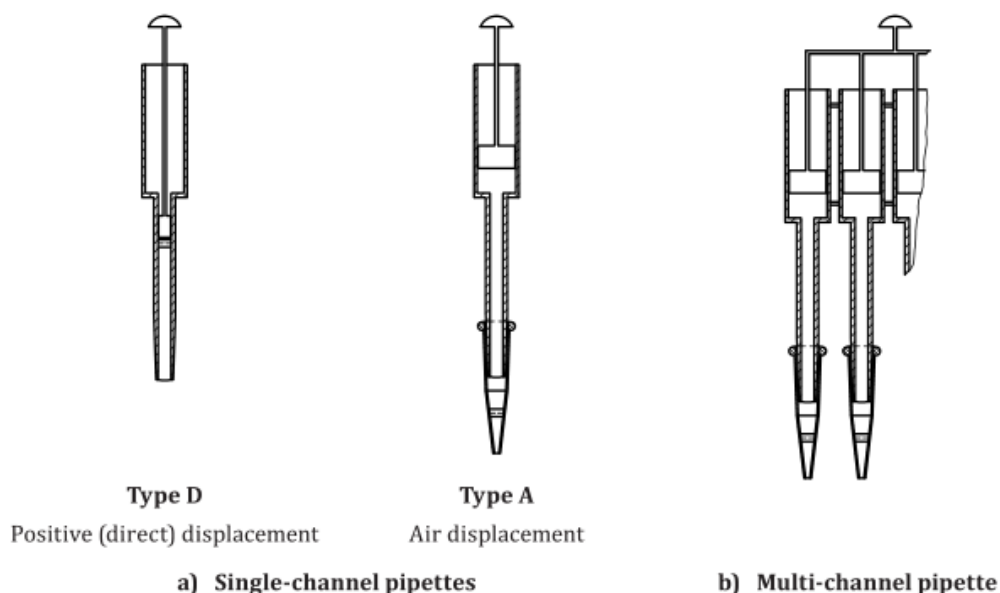 Type D
Type A
Positive (direct) displacement
Air displacement
a) Single-channel pipettes
b) Multi-channel pipette